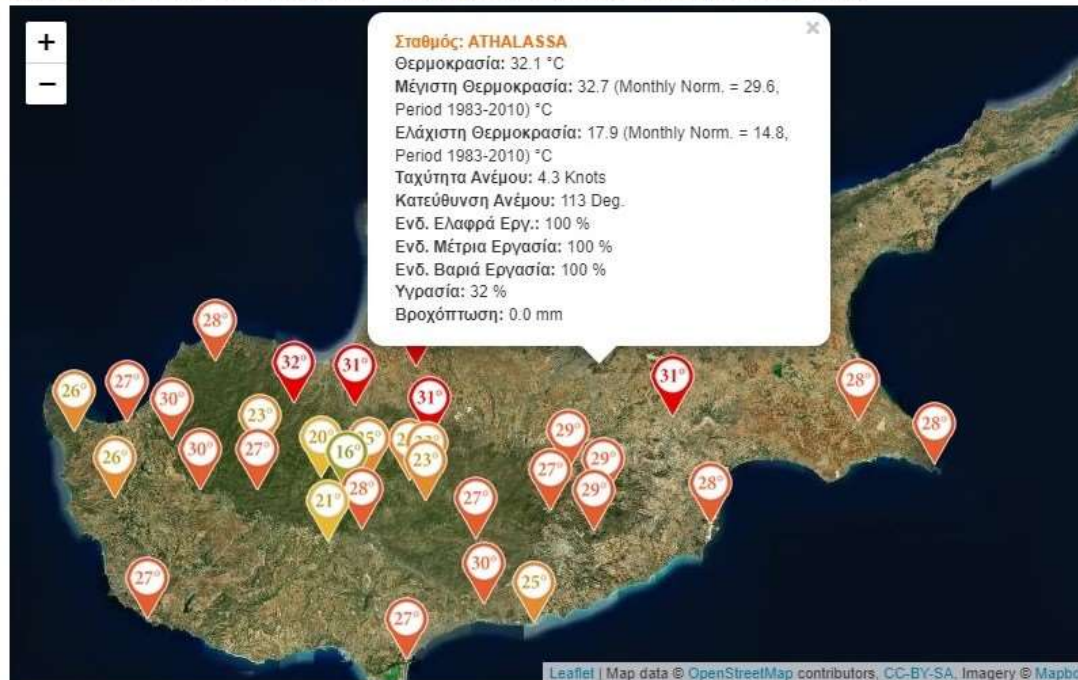 +
−
×
Σταθμός: ATHALASSA
Θερμοκρασία: 32.1 °C
Μέγιστη Θερμοκρασία: 32.7 (Monthly Norm. = 29.6,
Period 1983-2010) °C
Ελάχιστη Θερμοκρασία: 17.9 (Monthly Norm. = 14.8,
Period 1983-2010) °C
Ταχύτητα Ανέμου: 4.3 Knots
Κατεύθυνση Ανέμου: 113 Deg.
Ενδ. Ελαφρά Εργ.: 100 %
Ενδ. Μέτρια Εργασία: 100 %
Ενδ. Βαριά Εργασία: 100 %
Υγρασία: 32 %
Βροχόπτωση: 0.0 mm
28°
32°
31°
31°
28°
27°
26°
30°
31°
23°
28°
29°
20°
30°
27°
16°
26°
23°
27°
29°
28°
29°
28°
21°
27°
30°
27°
25°
27°
Leaflet | Map data © OpenStreetMap contributors, CC-BY-SA, Imagery © Mapbo